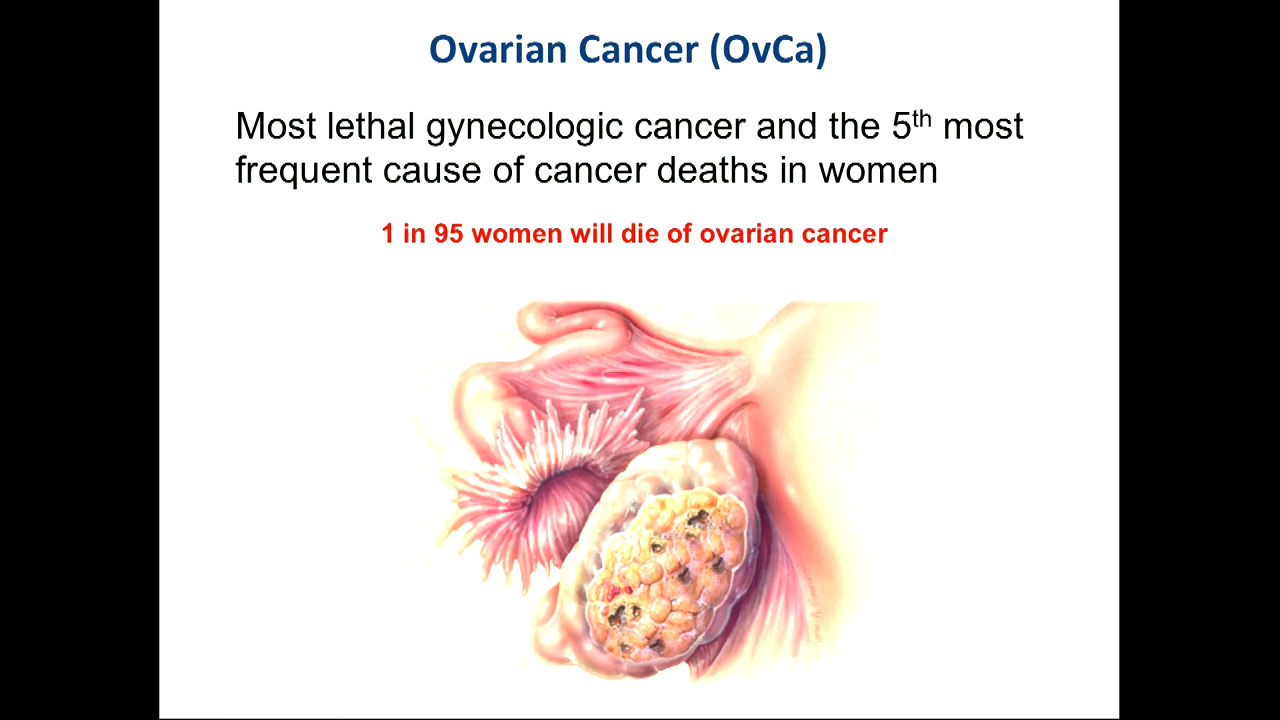 Ovarian Cancer (OvCa)
Most lethal gynecologic cancer and the 5th most
frequent cause of cancer deaths in women
1 in 95 women will die of ovarian cancer